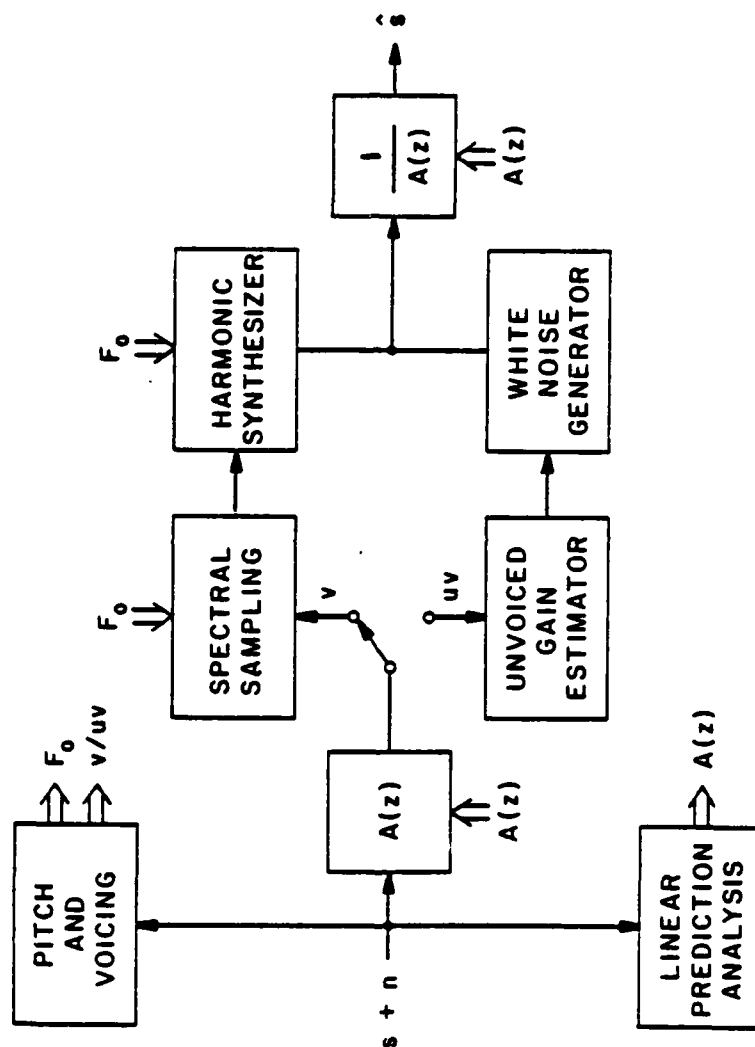 PITCH
AND
VOICING
F₀
v/uv
s + n
A(z)
A(z)
LINEAR
PREDICTION
ANALYSIS
A(z)
F₀
SPECTRAL
SAMPLING
v
uv
UNVOICED
GAIN
ESTIMATOR
F₀
HARMONIC
SYNTHESIZER
WHITE
NOISE
GENERATOR
1
A(z)
A(z)
ŝ